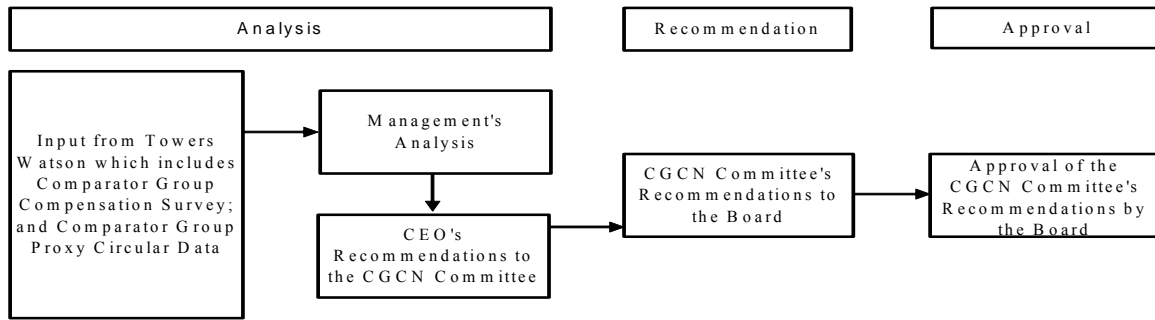 Analysis
Recommendation
Approval
Input from Towers
Watson which includes
Comparator Group
Compensation Survey;
and Comparator Group
Proxy Circular Data
Management's
Analysis
CEO's
Recommendations to
the CGCN Committee
CGCN Committee's
Recommendations to
the Board
Approval of the
CGCN Committee's
Recommendations by
the Board